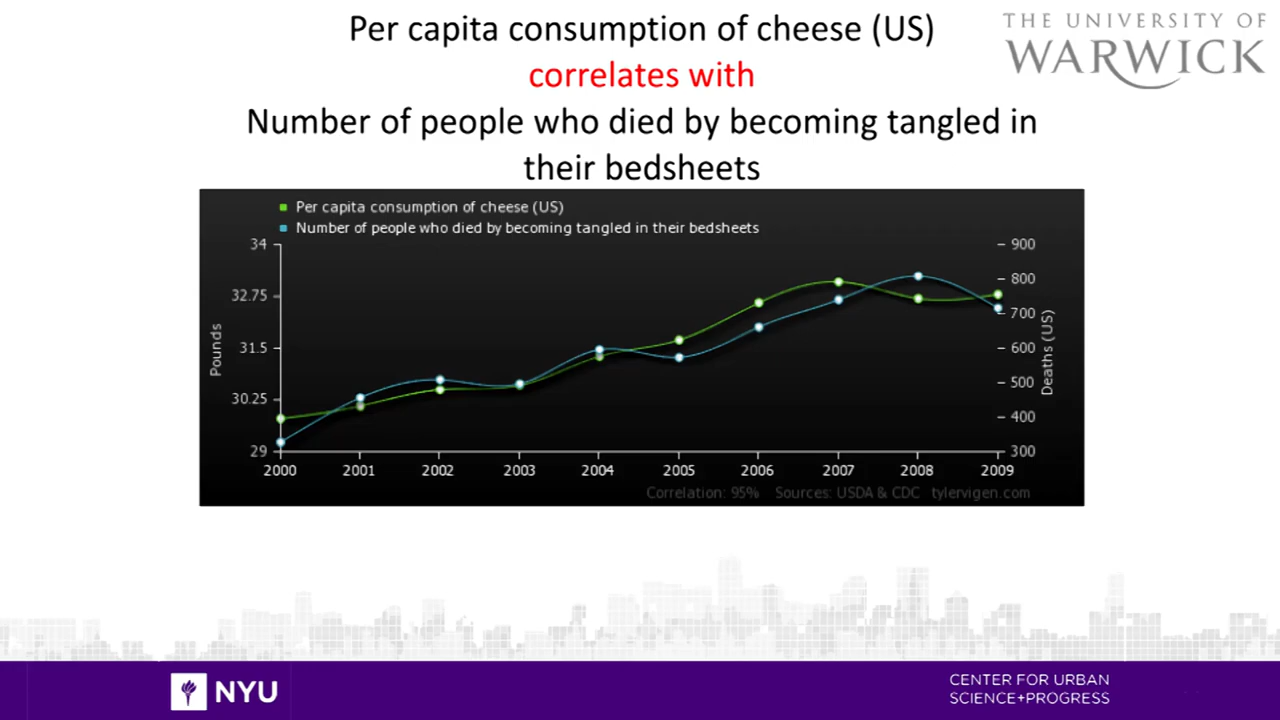 Per capita consumption of cheese (US)
correlates with
Number of people who died by becoming tangled in
their bedsheets
THE UNIVERSITY OF
WARWICK
Per capita consumption of cheese (US)
Number of people who died by becoming tangled in their bedsheets
34
32.75
31.5
30.25
29
Pounds
900
800
700
600
500
400
300
Deaths (US)
2000 2001 2002 2003 2004 2005 2006 2007 2008 2009
Correlation: 95% Sources: USDA & CDC tylervigen.com
NYU
CENTER FOR URBAN
SCIENCE+PROGRESS